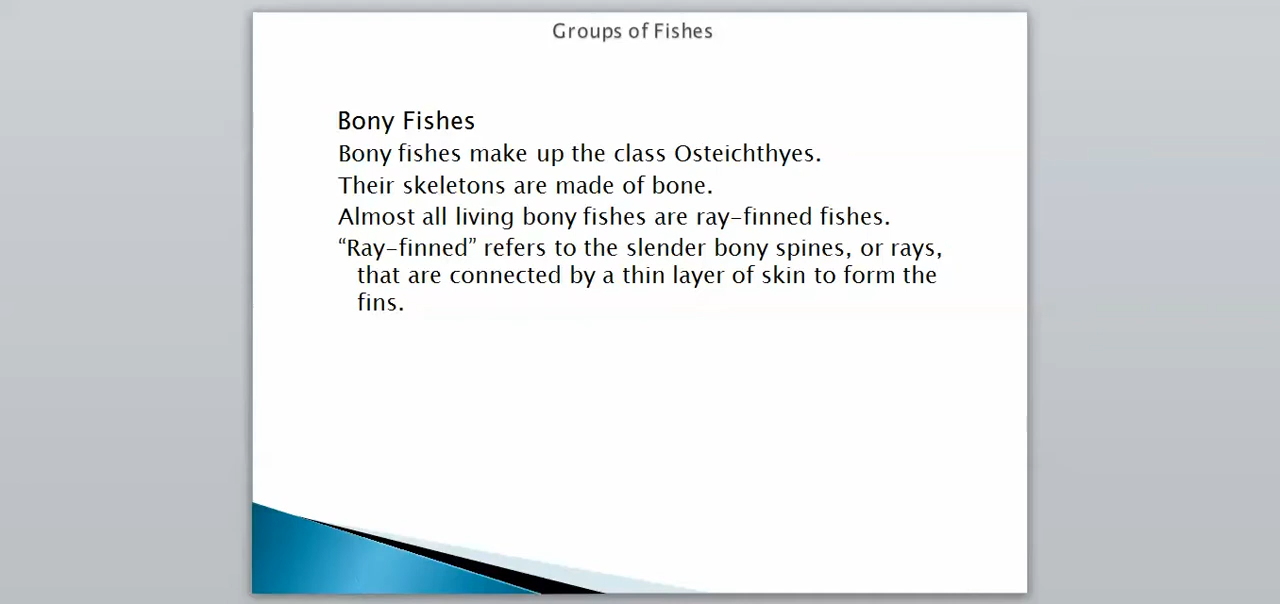 Groups of Fishes
Bony Fishes
Bony fishes make up the class Osteichthyes.
Their skeletons are made of bone.
Almost all living bony fishes are ray-finned fishes.
“Ray-finned” refers to the slender bony spines, or rays,
that are connected by a thin layer of skin to form the
fins.